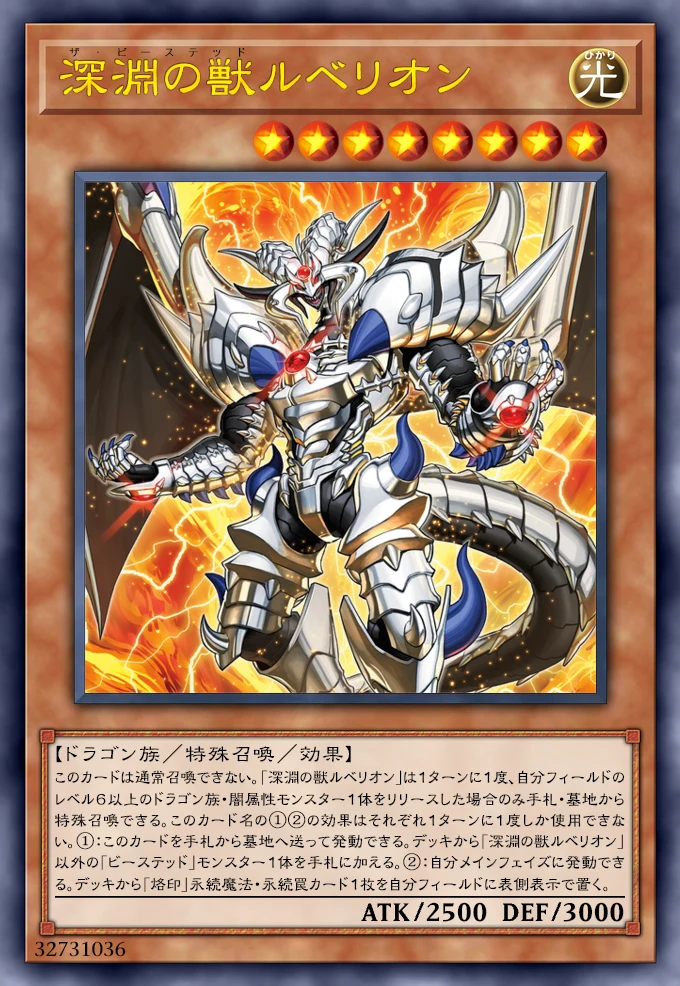 ザ・ビーステッド
深淵の獣ルベリオン
ひかり
光
【ドラゴン族／特殊召喚／効果】
このカードは通常召喚できない。「深淵の獣ルベリオン」は1ターンに1度、自分フィールドの
レベル6以上のドラゴン族・闇属性モンスター1体をリリースした場合のみ手札・墓地から
特殊召喚できる。このカード名の①②の効果はそれぞれ1ターンに1度しか使用できな
い。①：このカードを手札から墓地へ送って発動できる。デッキから「深淵の獣ルベリオン」
以外の「ビーステッド」モンスター1体を手札に加える。②：自分メインフェイズに発動でき
る。デッキから「烙印」永続魔法・永続罠カード1枚を自分フィールドに表側表示で置く。
ATK/2500 DEF/3000
32731036